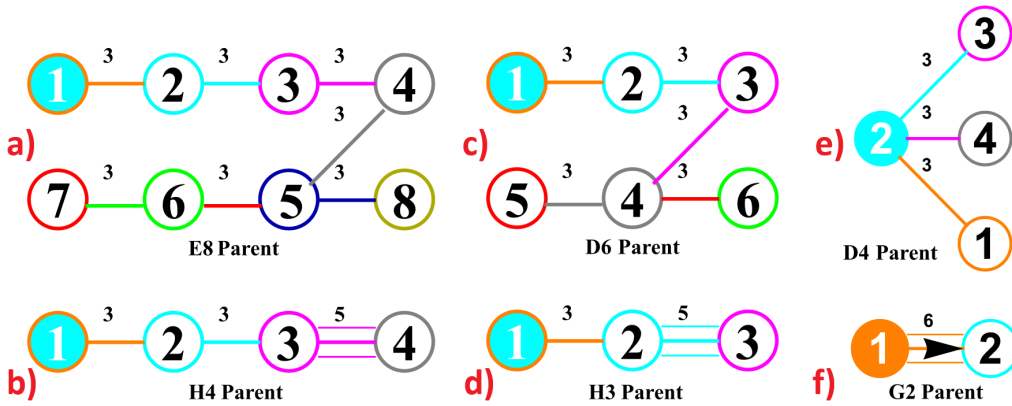 3 3 3
1 2 3 4
a) 3
3 3 3
7 6 5 8
E8 Parent
3 3 5
1 2 3 4
b) H4 Parent
3 3
1 2 3
c) 3
3 3
5 4 6
D6 Parent
3 5
1 2 3
d) H3 Parent
3
3
3
2 4
e) 3
1
D4 Parent
6
1 2
f) G2 Parent